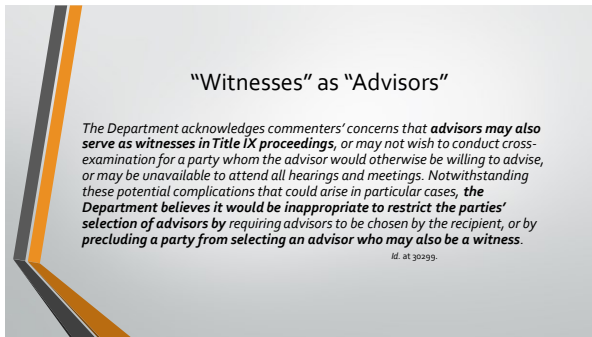 “Witnesses” as “Advisors”
The Department acknowledges commenters’ concerns that advisors may also
serve as witnesses in Title IX proceedings, or may not wish to conduct cross-
examination for a party whom the advisor would otherwise be willing to advise,
or may be unavailable to attend all hearings and meetings. Notwithstanding
these potential complications that could arise in particular cases, the
Department believes it would be inappropriate to restrict the parties’
selection of advisors by requiring advisors to be chosen by the recipient, or by
precluding a party from selecting an advisor who may also be a witness.
Id. at 30299.